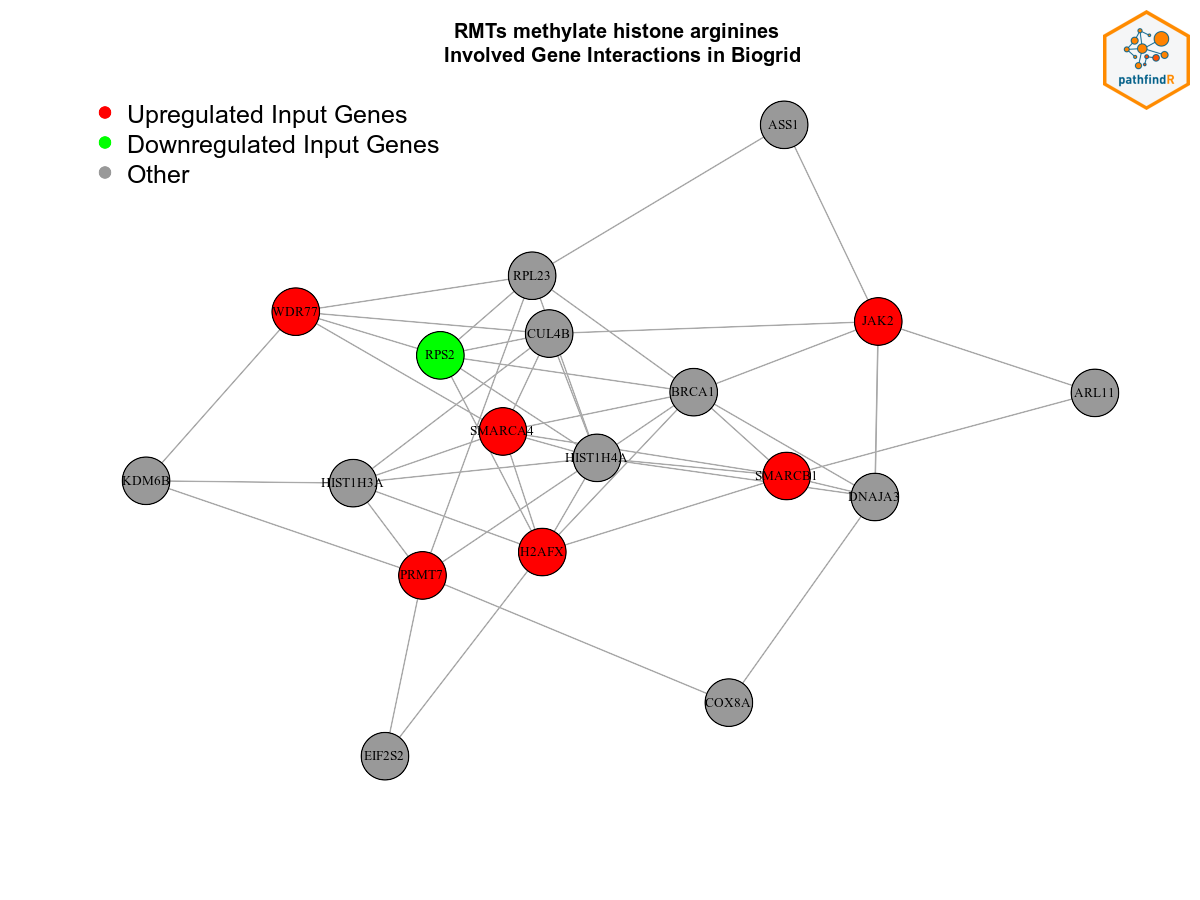 RMTs methylate histone arginines
Involved Gene Interactions in Biogrid
pathfindR
Upregulated Input Genes
Downregulated Input Genes
Other
ASS1
RPL23
WDR77
CUL4B
JAK2
RPS2
BRCA1
ARL11
SMARCA4
HIST1H4A
KDM6B
HIST1H3A
SMARCB1
DNAJA3
H2AFX
PRMT7
COX8A
EIF2S2